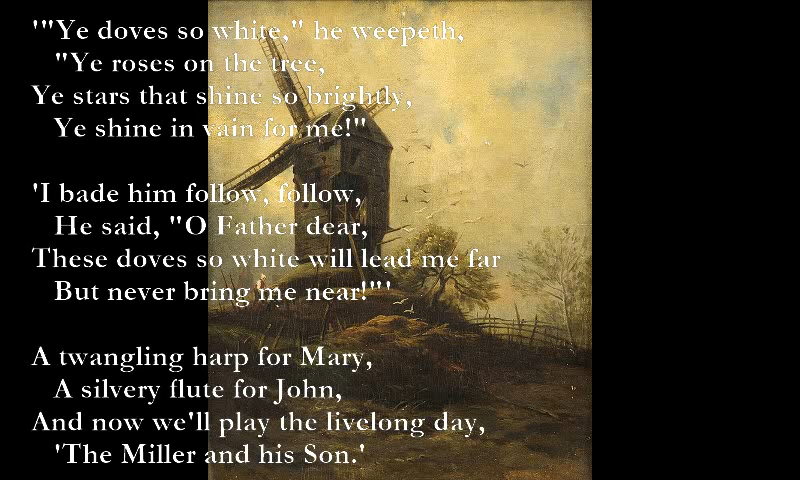 '"Ye doves so white," he weepeth,
"Ye roses on the tree,
Ye stars that shine so brightly,
Ye shine in vain for me!"

'I bade him follow, follow,
He said, "O Father dear,
These doves so white will lead me far
But never bring me near!"'

A twangling harp for Mary,
A silvery flute for John,
And now we'll play the livelong day,
'The Miller and his Son.'